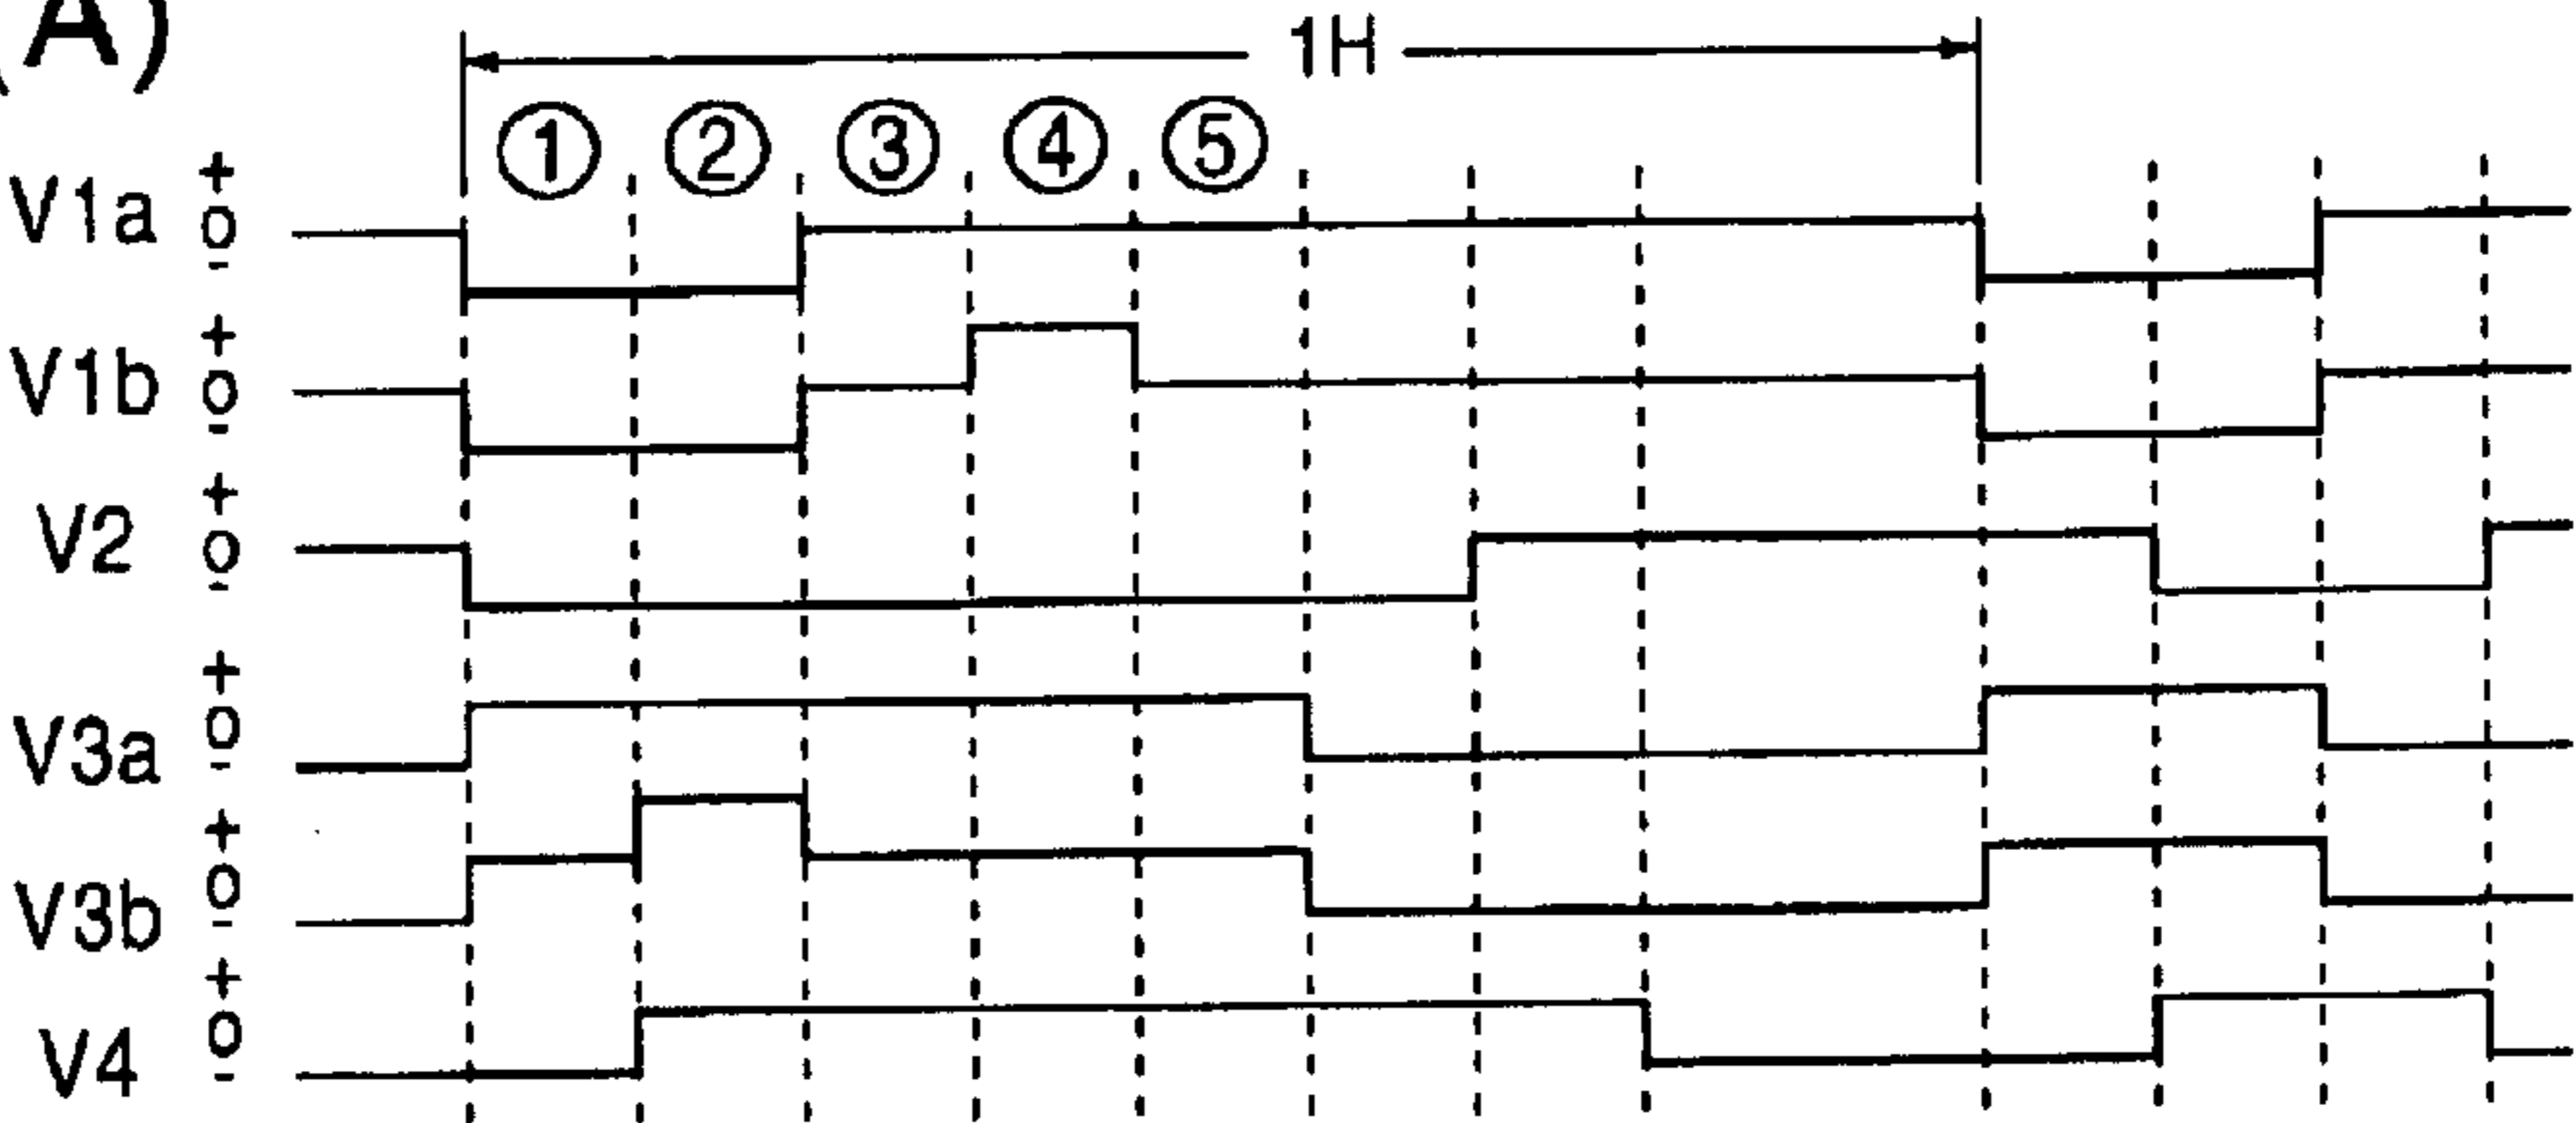 (A)
1H
① ② ③ ④ ⑤
V1a + 0 -
V1b + 0 -
V2 + 0 -
V3a + 0 -
V3b + 0 -
V4 + 0 -